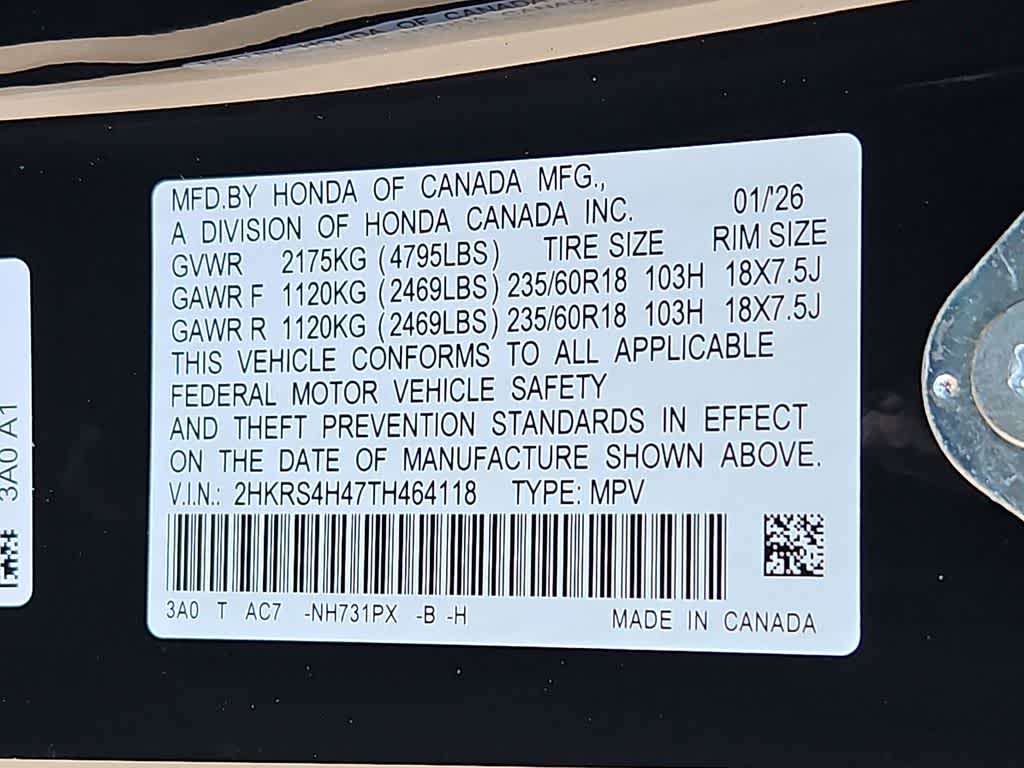 HONDA OF CANADA
MFD.BY HONDA OF CANADA MFG.,
A DIVISION OF HONDA CANADA INC. 01/'26
GVWR 2175KG (4795LBS) TIRE SIZE RIM SIZE
GAWR F 1120KG (2469LBS) 235/60R18 103H 18X7.5J
GAWR R 1120KG (2469LBS) 235/60R18 103H 18X7.5J
THIS VEHICLE CONFORMS TO ALL APPLICABLE
FEDERAL MOTOR VEHICLE SAFETY
AND THEFT PREVENTION STANDARDS IN EFFECT
ON THE DATE OF MANUFACTURE SHOWN ABOVE.
V.I.N.: 2HKRS4H47TH464118 TYPE: MPV
3A0 T AC7 -NH731PX -B -H MADE IN CANADA
3A0 A1